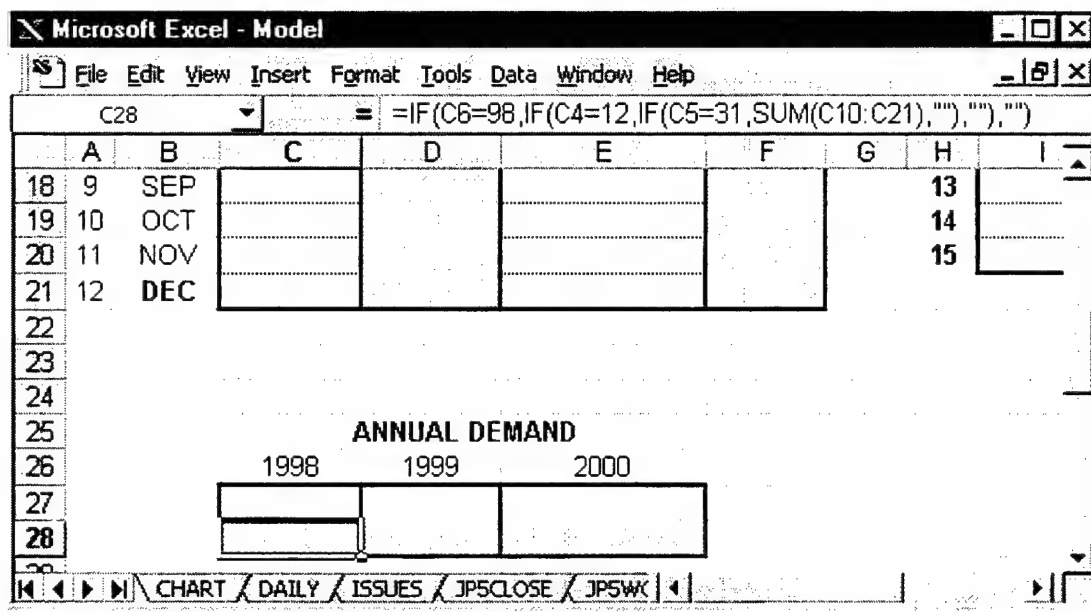 Microsoft Excel - Model
File Edit View Insert Format Tools Data Window Help
C28 = =IF(C6=98,IF(C4=12,IF(C5=31,SUM(C10:C21),""),""),"")
A B C D E F G H I
18 9 SEP 13
19 10 OCT 14
20 11 NOV 15
21 12 DEC
22
23
24
25 ANNUAL DEMAND
26 1998 1999 2000
27
28
CHART DAILY ISSUES JP5CLOSE JP5W